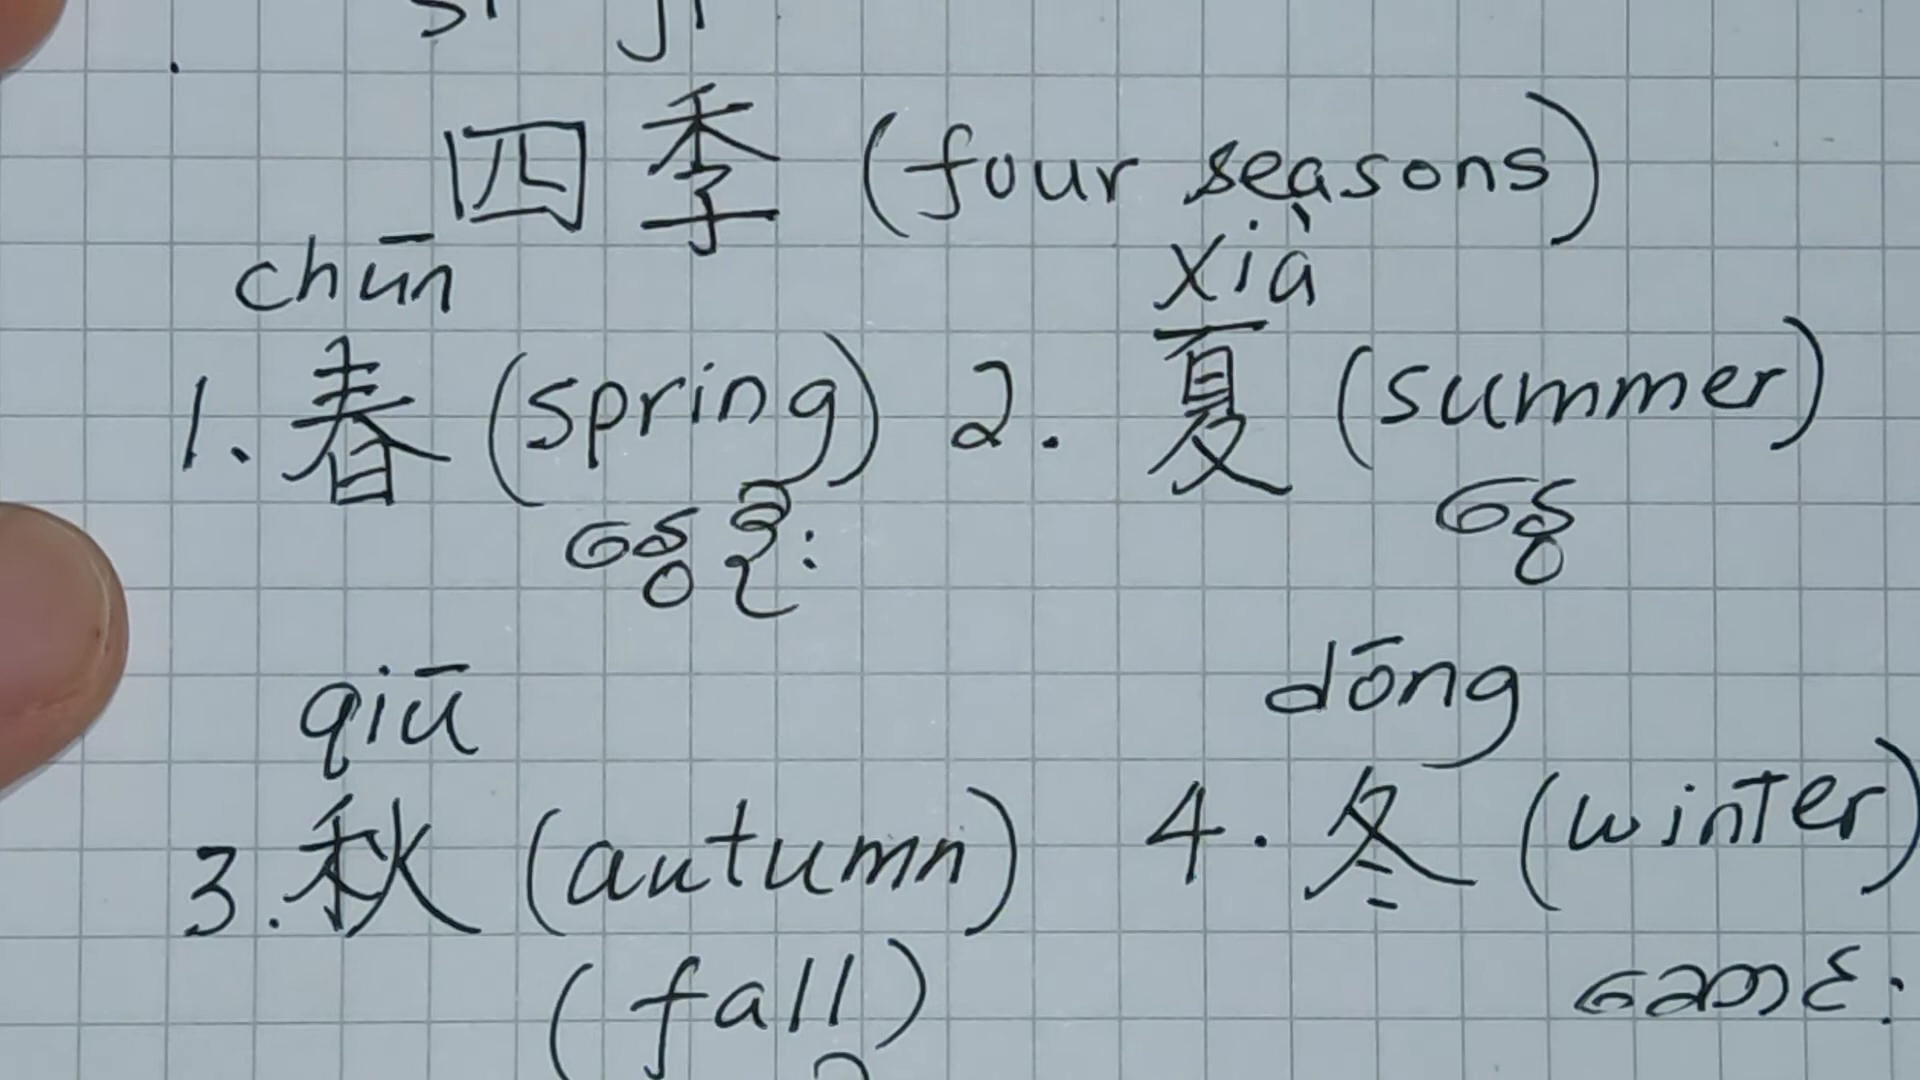 四季 (four seasons)
chūn xià
1. 春 (spring) 2. 夏 (summer)
နွေဦး နွေ
qiū dōng
3. 秋 (autumn) 4. 冬 (winter)
(fall) ဆောင်း